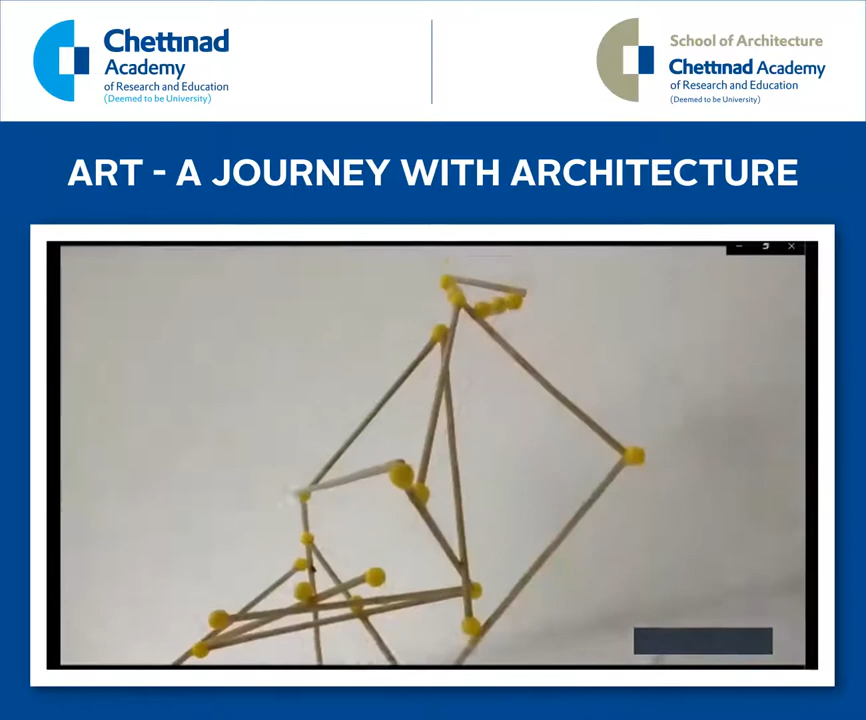 Chettinad
Academy
of Research and Education
(Deemed to be University)
School of Architecture
Chettinad Academy
of Research and Education
(Deemed to be University)
ART - A JOURNEY WITH ARCHITECTURE